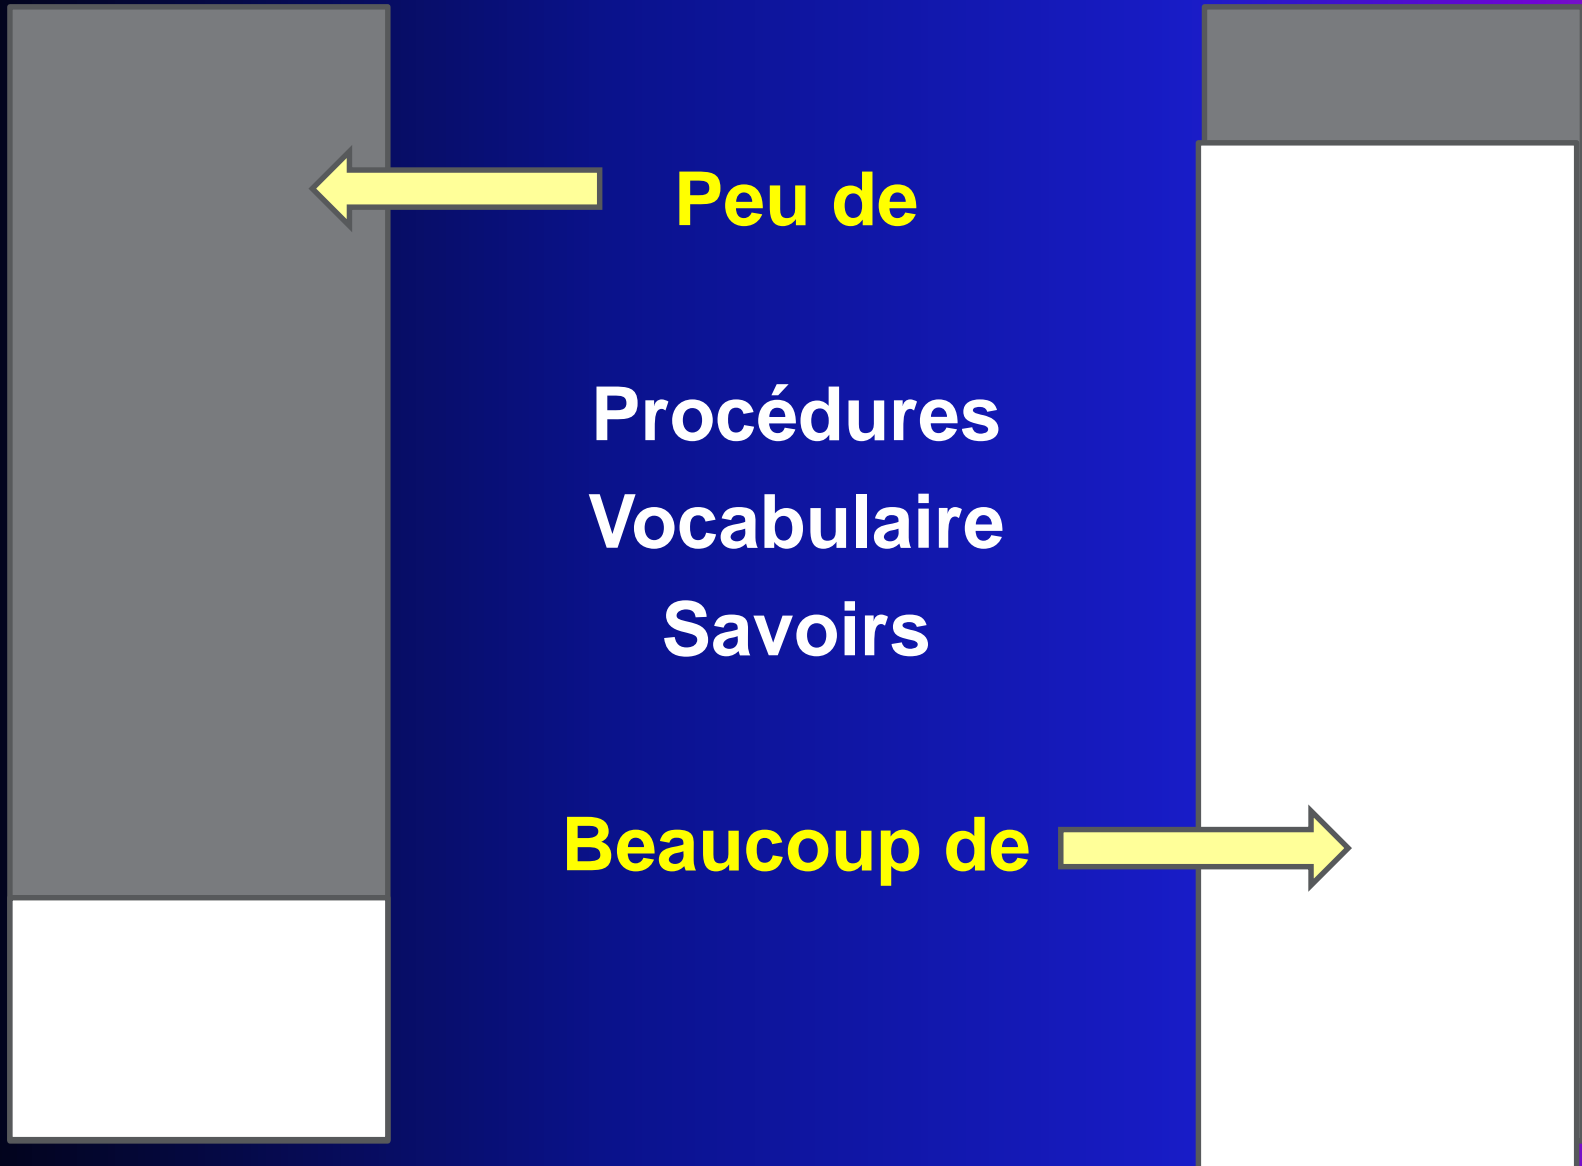 Peu de
Procédures
Vocabulaire
Savoirs
Beaucoup de